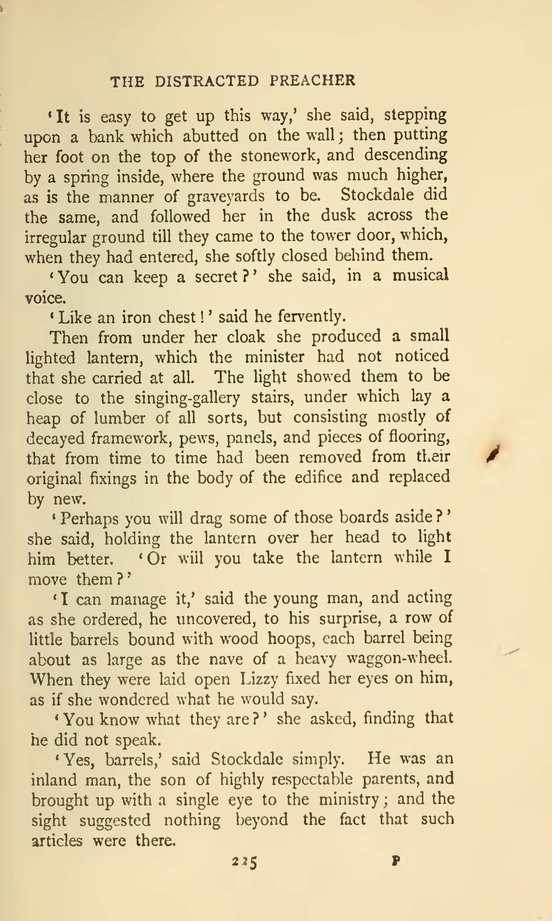 THE DISTRACTED PREACHER
‘It is easy to get up this way,’ she said, stepping
upon a bank which abutted on the wall; then putting
her foot on the top of the stonework, and descending
by a spring inside, where the ground was much higher,
as is the manner of graveyards to be. Stockdale did
the same, and followed her in the dusk across the
irregular ground till they came to the tower door, which,
when they had entered, she softly closed behind them.
‘You can keep a secret?’ she said, in a musical
voice.
‘Like an iron chest!’ said he fervently.
Then from under her cloak she produced a small
lighted lantern, which the minister had not noticed
that she carried at all. The light showed them to be
close to the singing-gallery stairs, under which lay a
heap of lumber of all sorts, but consisting mostly of
decayed framework, pews, panels, and pieces of flooring,
that from time to time had been removed from their
original fixings in the body of the edifice and replaced
by new.
‘Perhaps you will drag some of those boards aside?’
she said, holding the lantern over her head to light
him better. ‘Or will you take the lantern while I
move them?’
‘I can manage it,’ said the young man, and acting
as she ordered, he uncovered, to his surprise, a row of
little barrels bound with wood hoops, each barrel being
about as large as the nave of a heavy waggon-wheel.
When they were laid open Lizzy fixed her eyes on him,
as if she wondered what he would say.
‘You know what they are?’ she asked, finding that
he did not speak.
‘Yes, barrels,’ said Stockdale simply. He was an
inland man, the son of highly respectable parents, and
brought up with a single eye to the ministry; and the
sight suggested nothing beyond the fact that such
articles were there.
225 P